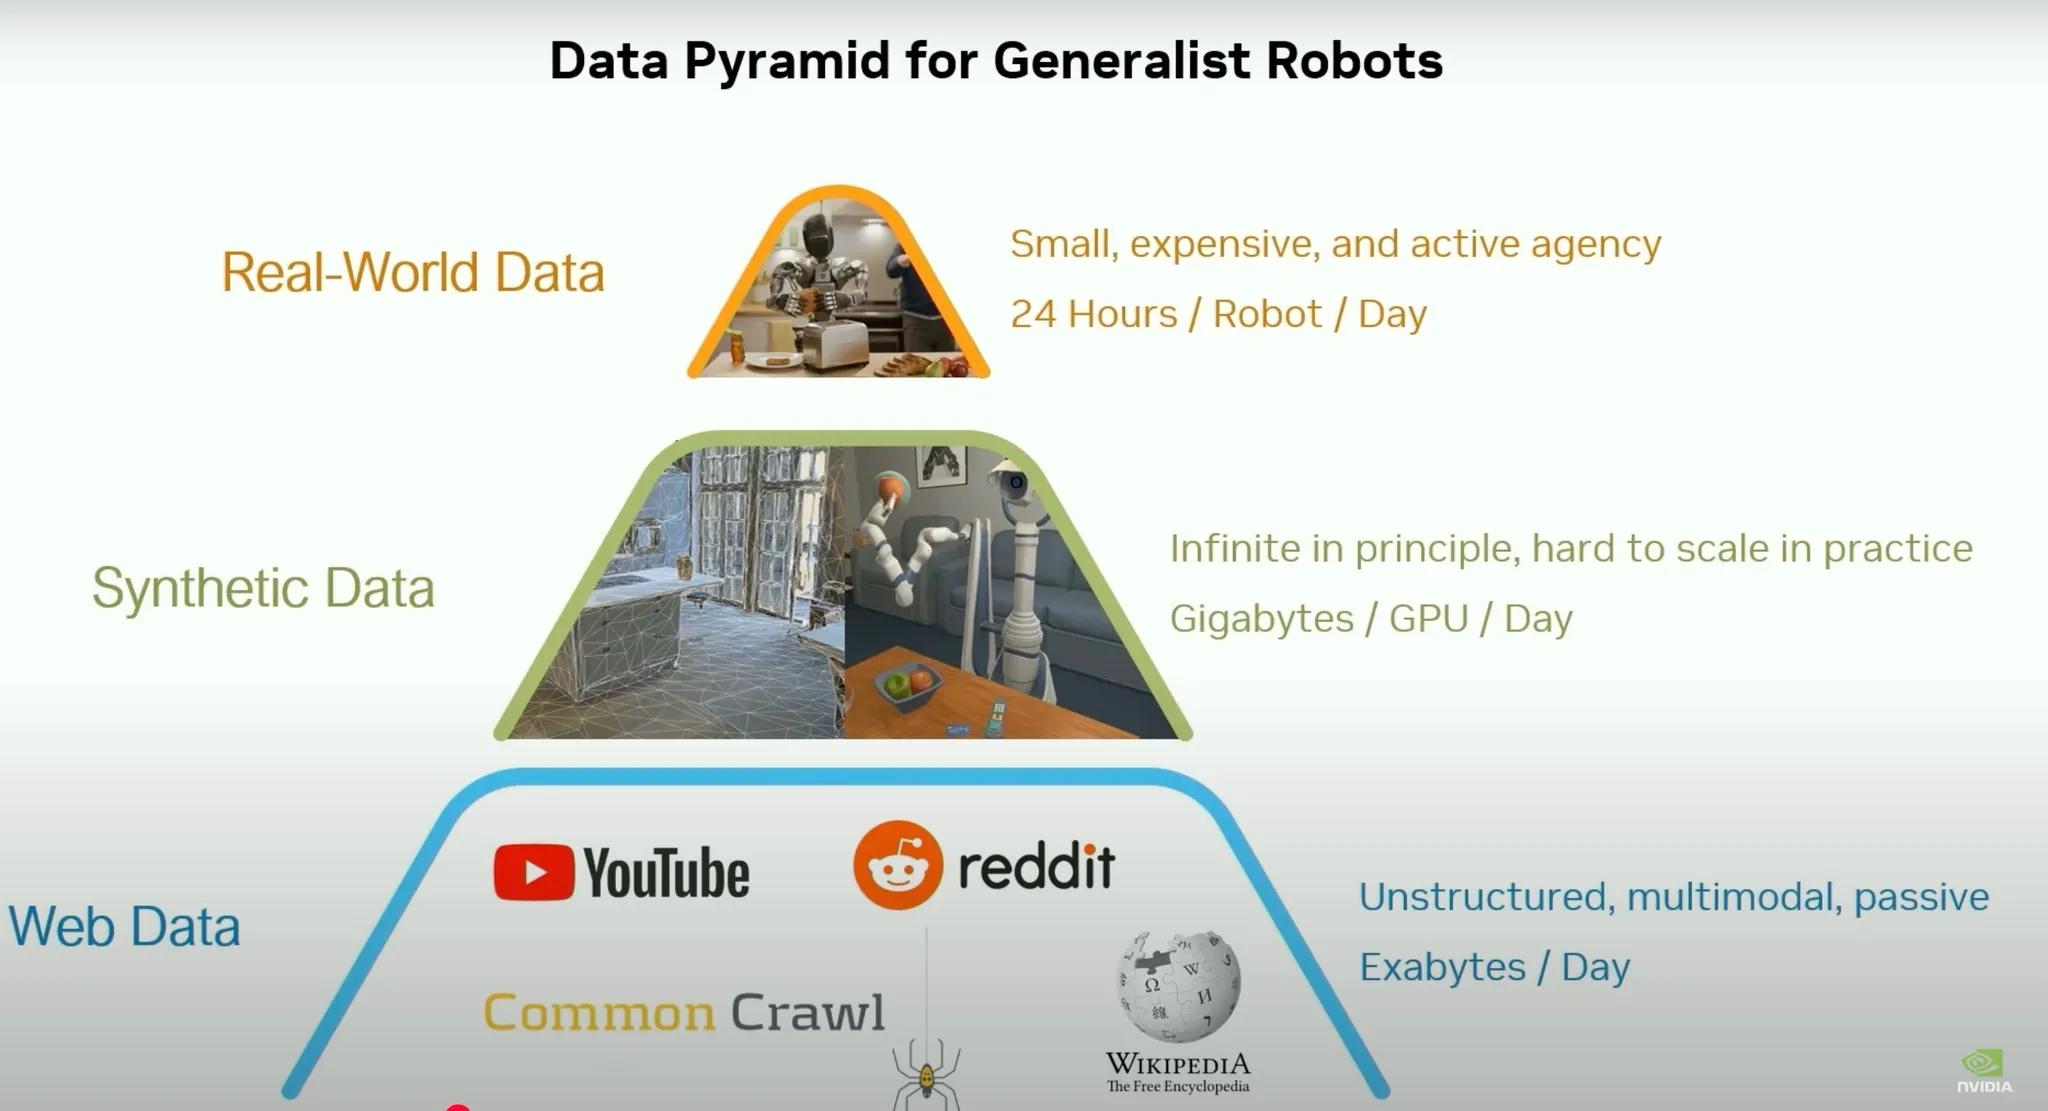 Data Pyramid for Generalist Robots
Real-World Data
Small, expensive, and active agency
24 Hours / Robot / Day
Synthetic Data
Infinite in principle, hard to scale in practice
Gigabytes / GPU / Day
Web Data
YouTube
reddit
Unstructured, multimodal, passive
Exabytes / Day
Common Crawl
Ω W И 維
WIKIPEDIA
The Free Encyclopedia
NVIDIA